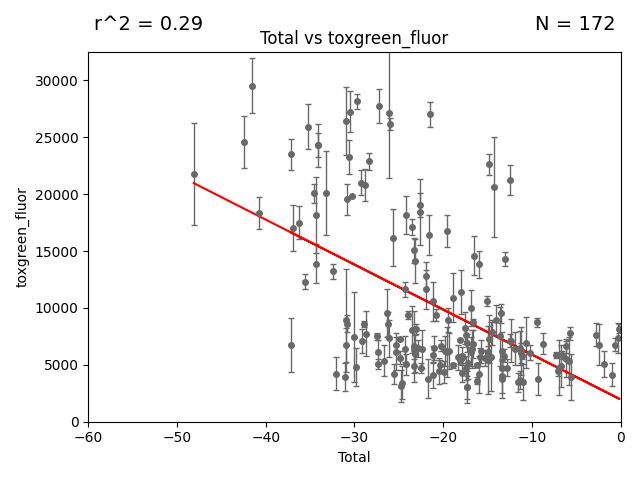 r^2 = 0.29
N = 172
Total vs toxgreen_fluor
30000
25000
20000
15000
10000
5000
0
toxgreen_fluor
−60
−50
−40
−30
−20
−10
0
Total